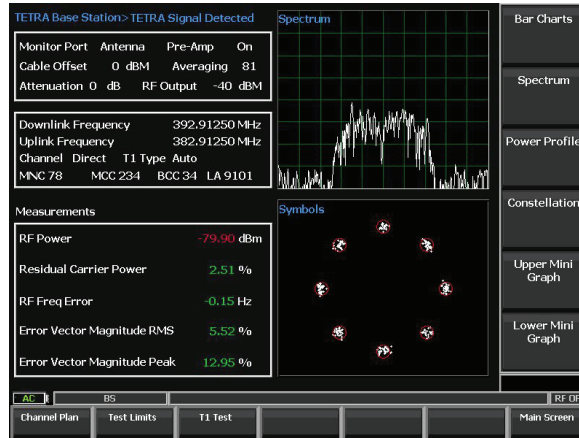 TETRA Base Station>TETRA Signal Detected
Monitor Port Antenna Pre-Amp On
Cable Offset 0 dBM Averaging 81
Attenuation 0 dB RF Output -40 dBM
Downlink Frequency 392.91250 MHz
Uplink Frequency 382.91250 MHz
Channel Direct T1 Type Auto
MNC 78 MCC 234 BCC 34 LA 9101
Measurements
RF Power -79.90 dBm
Residual Carrier Power 2.51 %
RF Freq Error -0.15 Hz
Error Vector Magnitude RMS 5.52 %
Error Vector Magnitude Peak 12.95 %
Spectrum
Symbols
Bar Charts
Spectrum
Power Profile
Constellation
Upper Mini
Graph
Lower Mini
Graph
AC BS RF OF
Channel Plan Test Limits T1 Test Main Screen